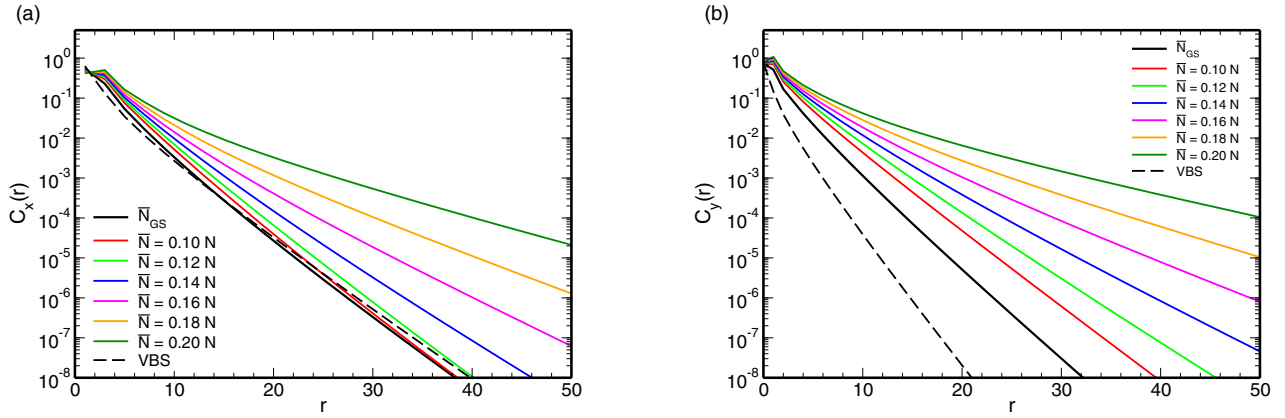 (a)
10^0
10^-1
10^-2
10^-3
10^-4
10^-5
10^-6
10^-7
10^-8
C_x(r)
N̅_GS
N̅ = 0.10 N
N̅ = 0.12 N
N̅ = 0.14 N
N̅ = 0.16 N
N̅ = 0.18 N
N̅ = 0.20 N
VBS
0 10 20 30 40 50
r
(b)
10^0
10^-1
10^-2
10^-3
10^-4
10^-5
10^-6
10^-7
10^-8
C_y(r)
N̅_GS
N̅ = 0.10 N
N̅ = 0.12 N
N̅ = 0.14 N
N̅ = 0.16 N
N̅ = 0.18 N
N̅ = 0.20 N
VBS
0 10 20 30 40 50
r